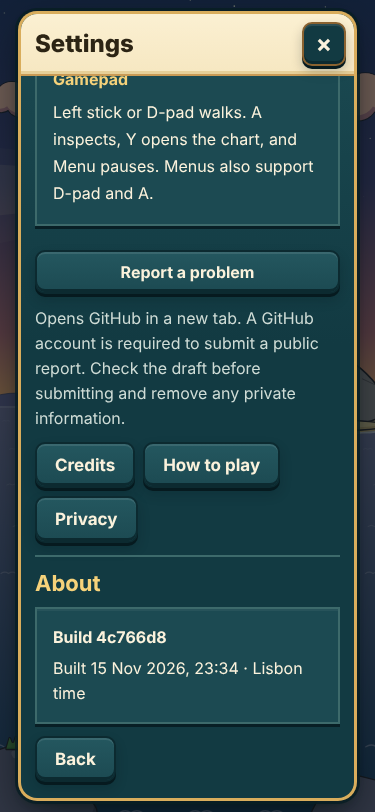 Settings
×
Gamepad
Left stick or D-pad walks. A
inspects, Y opens the chart, and
Menu pauses. Menus also support
D-pad and A.
Report a problem
Opens GitHub in a new tab. A GitHub
account is required to submit a public
report. Check the draft before
submitting and remove any private
information.
Credits
How to play
Privacy
About
Build 4c766d8
Built 15 Nov 2026, 23:34 · Lisbon
time
Back